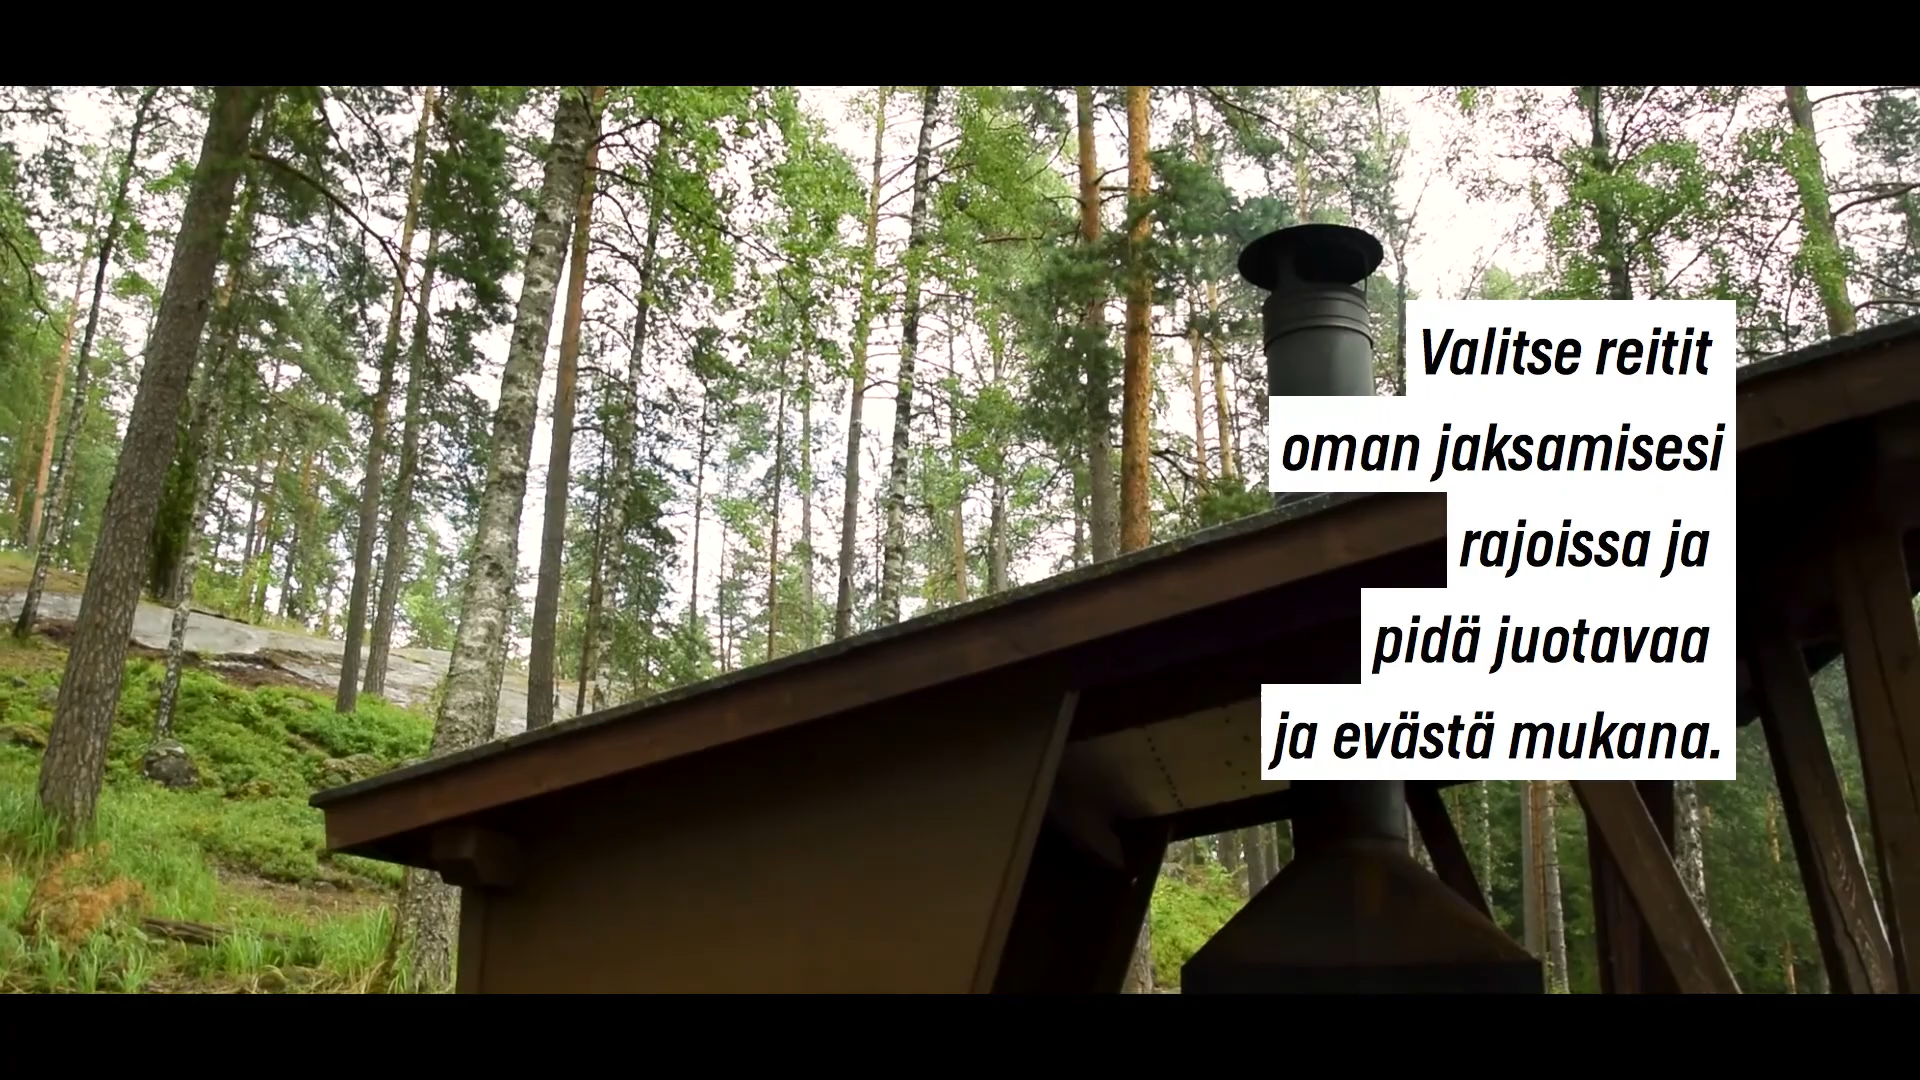 Valitse reitit
oman jaksamisesi
rajoissa ja
pidä juotavaa
ja evästä mukana.